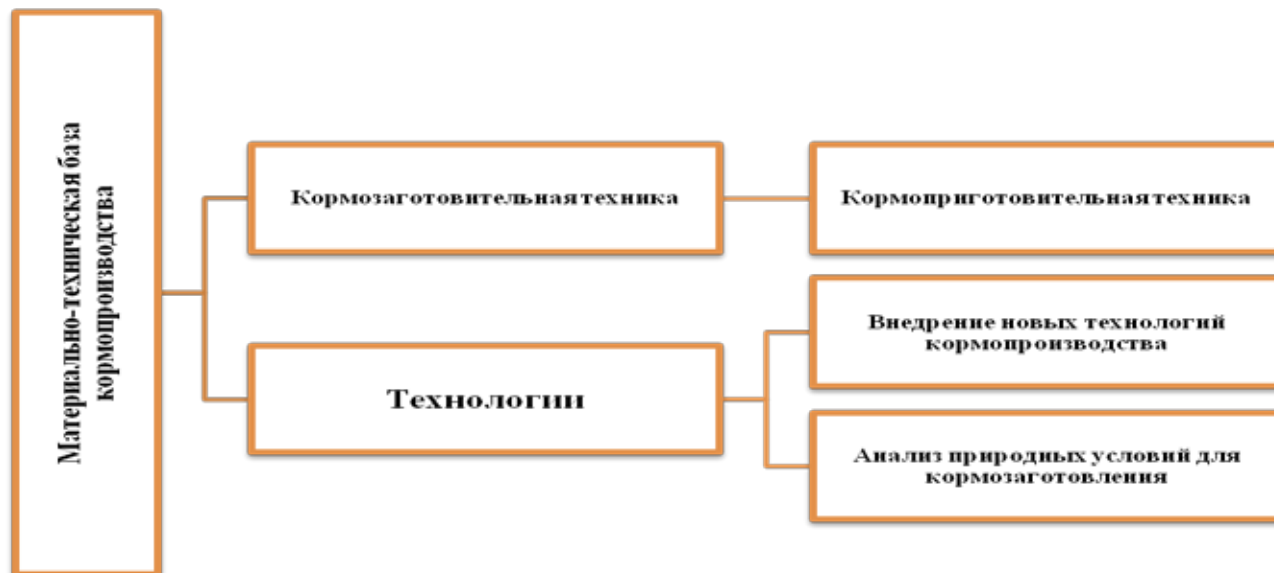 Материально-техническая база
кормопроизводства
Кормозаготовительная техника
Кормоприготовительная техника
Технологии
Внедрение новых технологий
кормопроизводства
Анализ природных условий для
кормозаготовления